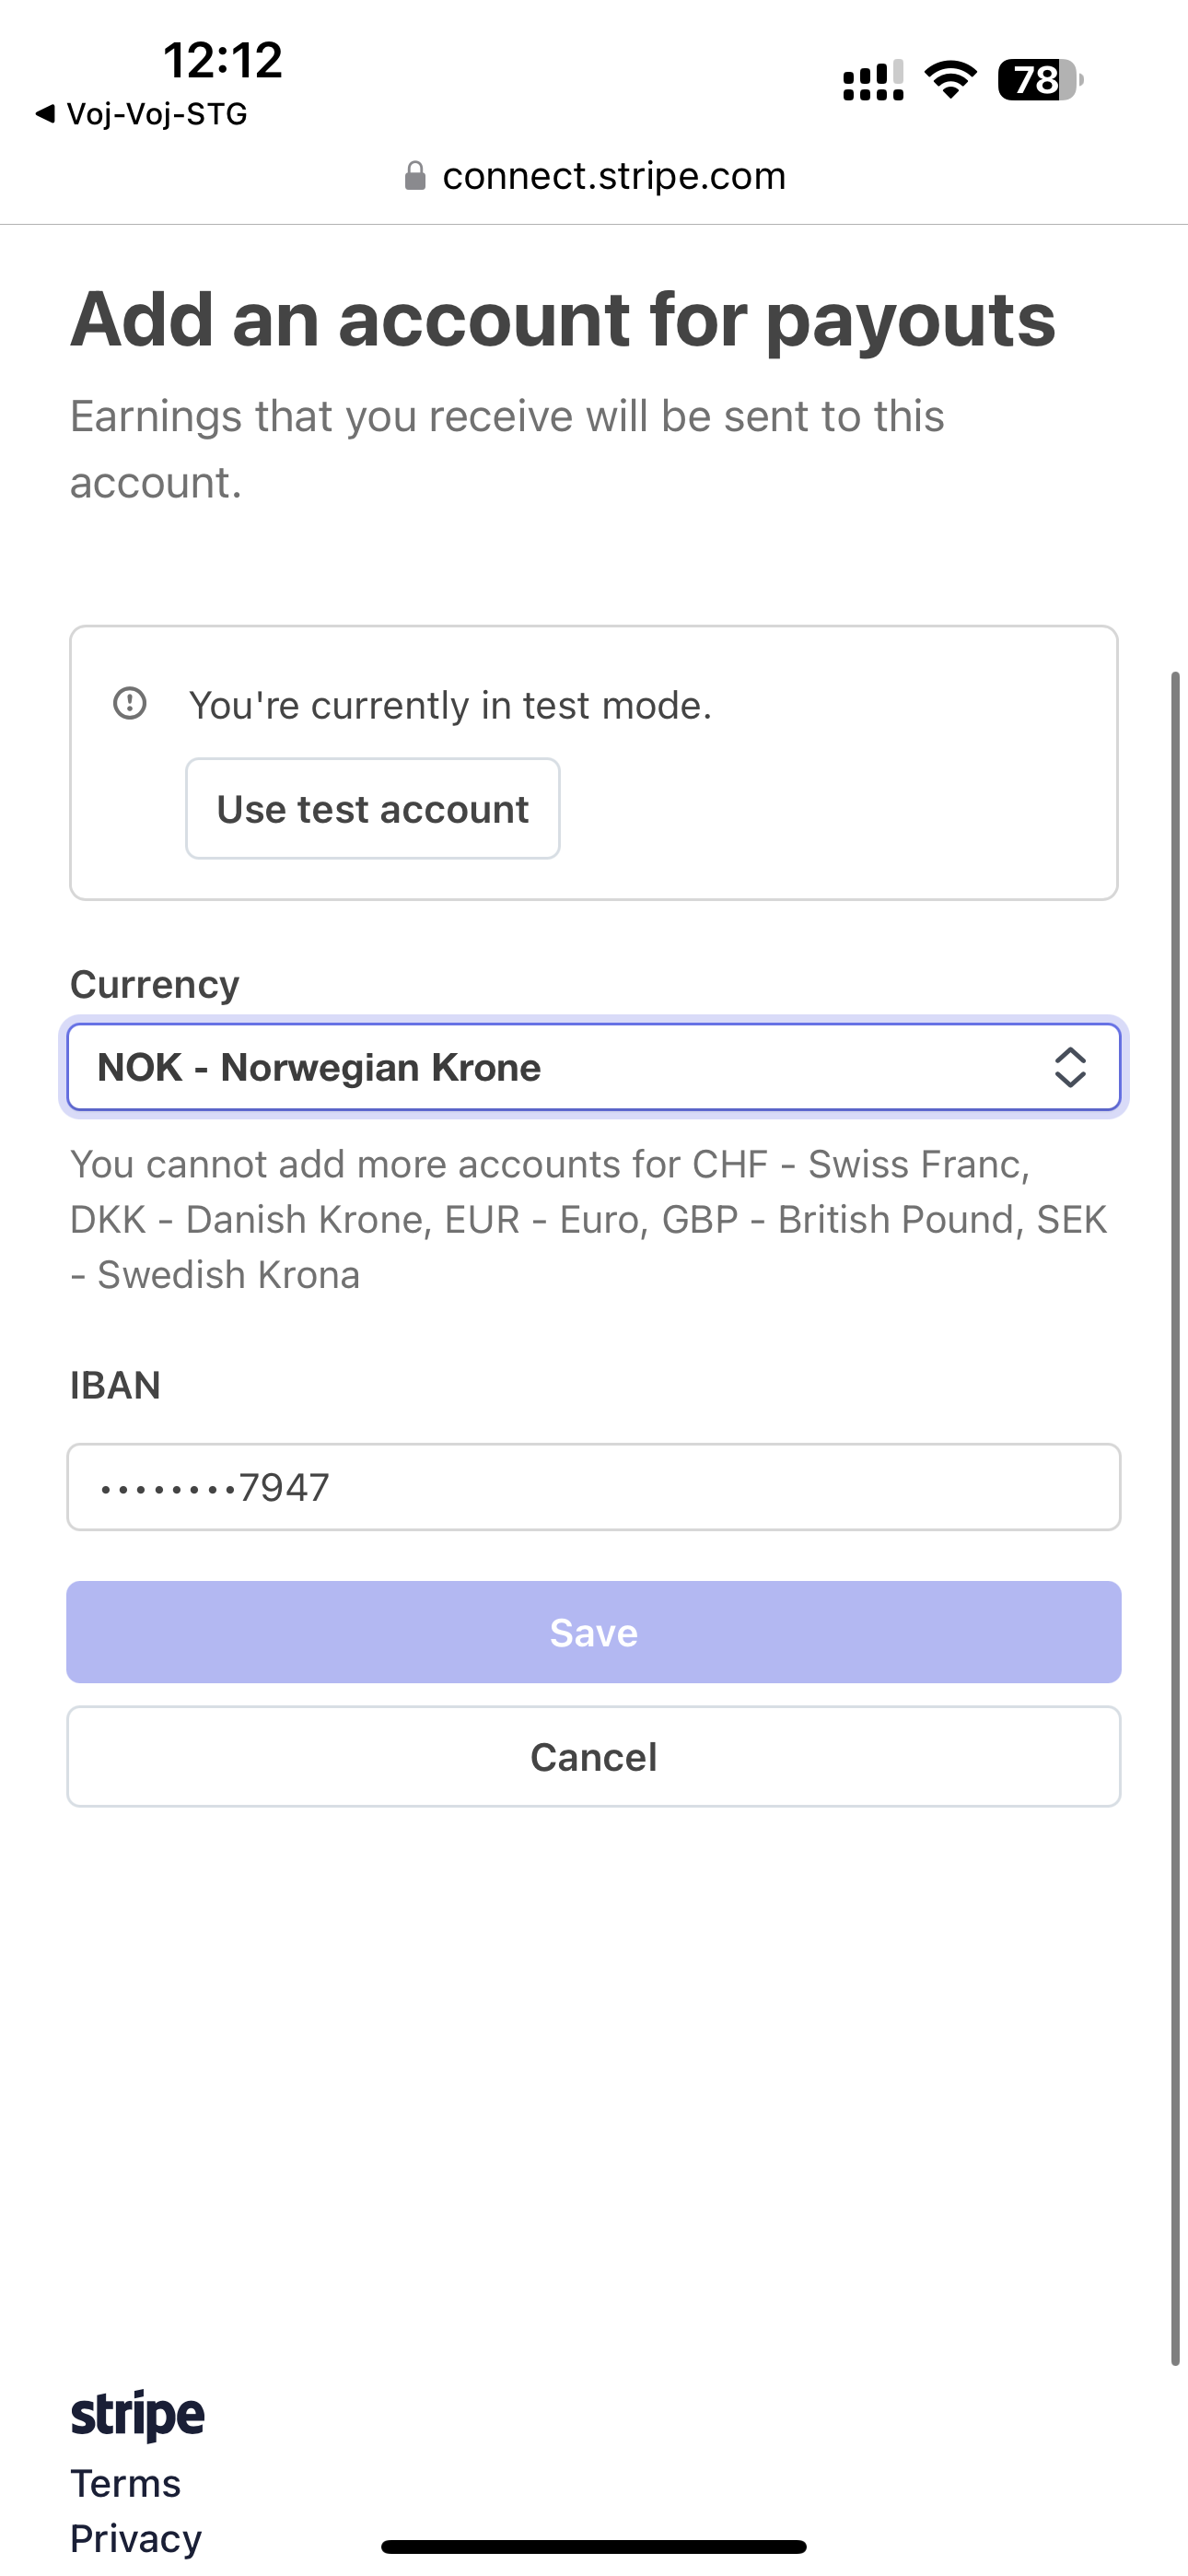 12:12
78
◀ Voj-Voj-STG
connect.stripe.com
Add an account for payouts
Earnings that you receive will be sent to this
account.
You're currently in test mode.
Use test account
Currency
NOK - Norwegian Krone
You cannot add more accounts for CHF - Swiss Franc,
DKK - Danish Krone, EUR - Euro, GBP - British Pound, SEK
- Swedish Krona
IBAN
••••••••7947
Save
Cancel
stripe
Terms
Privacy